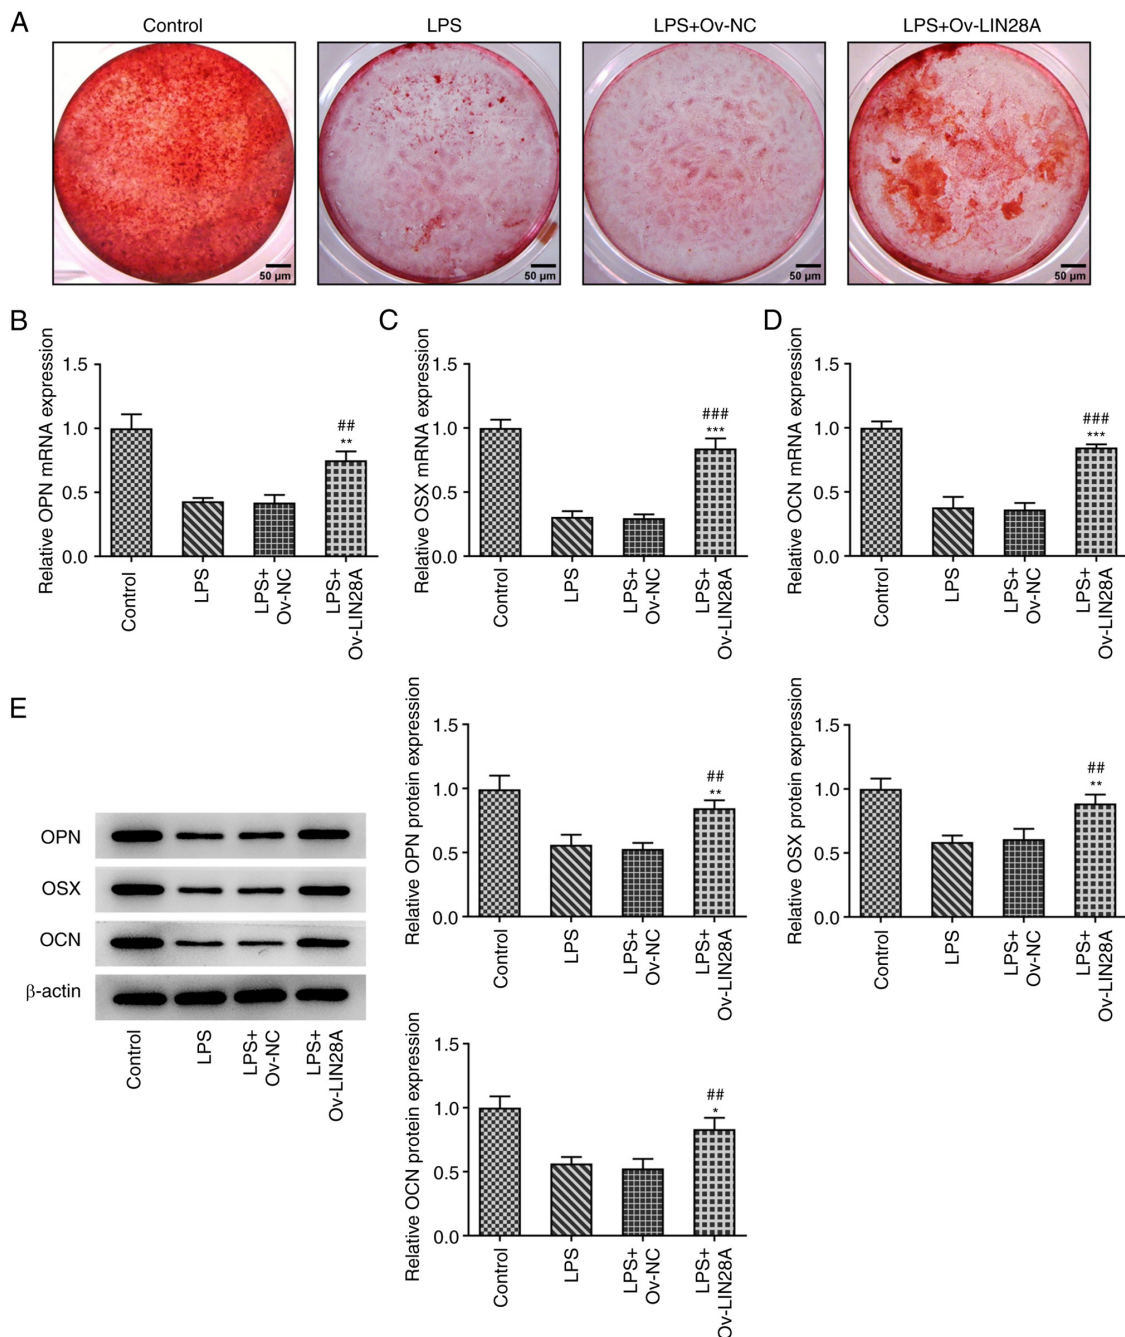 A
Control
LPS
LPS+Ov-NC
LPS+Ov-LIN28A
50 μm
50 μm
50 μm
50 μm
B
Relative OPN mRNA expression
1.5
1.0
0.5
0.0
##
**
Control
LPS
LPS+
Ov-NC
LPS+
Ov-LIN28A
C
Relative OSX mRNA expression
1.5
1.0
0.5
0.0
###
***
Control
LPS
LPS+
Ov-NC
LPS+
Ov-LIN28A
D
Relative OCN mRNA expression
1.5
1.0
0.5
0.0
###
***
Control
LPS
LPS+
Ov-NC
LPS+
Ov-LIN28A
E
OPN
OSX
OCN
β-actin
Control
LPS
LPS+
Ov-NC
LPS+
Ov-LIN28A
Relative OPN protein expression
1.5
1.0
0.5
0.0
##
**
Control
LPS
LPS+
Ov-NC
LPS+
Ov-LIN28A
Relative OSX protein expression
1.5
1.0
0.5
0.0
##
**
Control
LPS
LPS+
Ov-NC
LPS+
Ov-LIN28A
Relative OCN protein expression
1.5
1.0
0.5
0.0
##
*
Control
LPS
LPS+
Ov-NC
LPS+
Ov-LIN28A